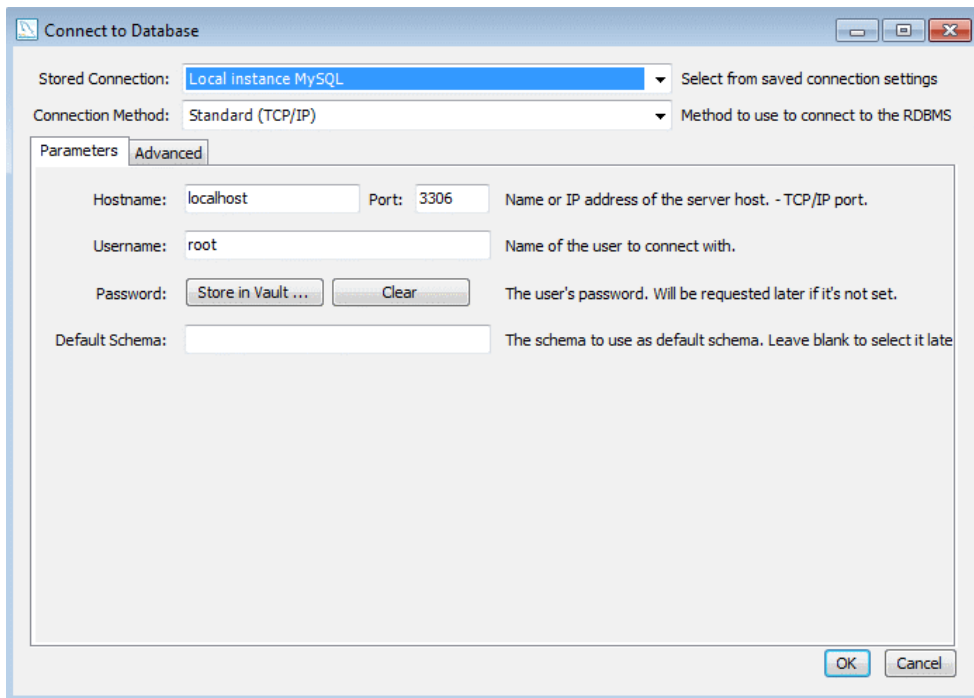 Connect to Database
Stored Connection: Local instance MySQL Select from saved connection settings
Connection Method: Standard (TCP/IP) Method to use to connect to the RDBMS
Parameters Advanced
Hostname: localhost Port: 3306 Name or IP address of the server host. - TCP/IP port.
Username: root Name of the user to connect with.
Password: Store in Vault ... Clear The user's password. Will be requested later if it's not set.
Default Schema: The schema to use as default schema. Leave blank to select it late
OK Cancel